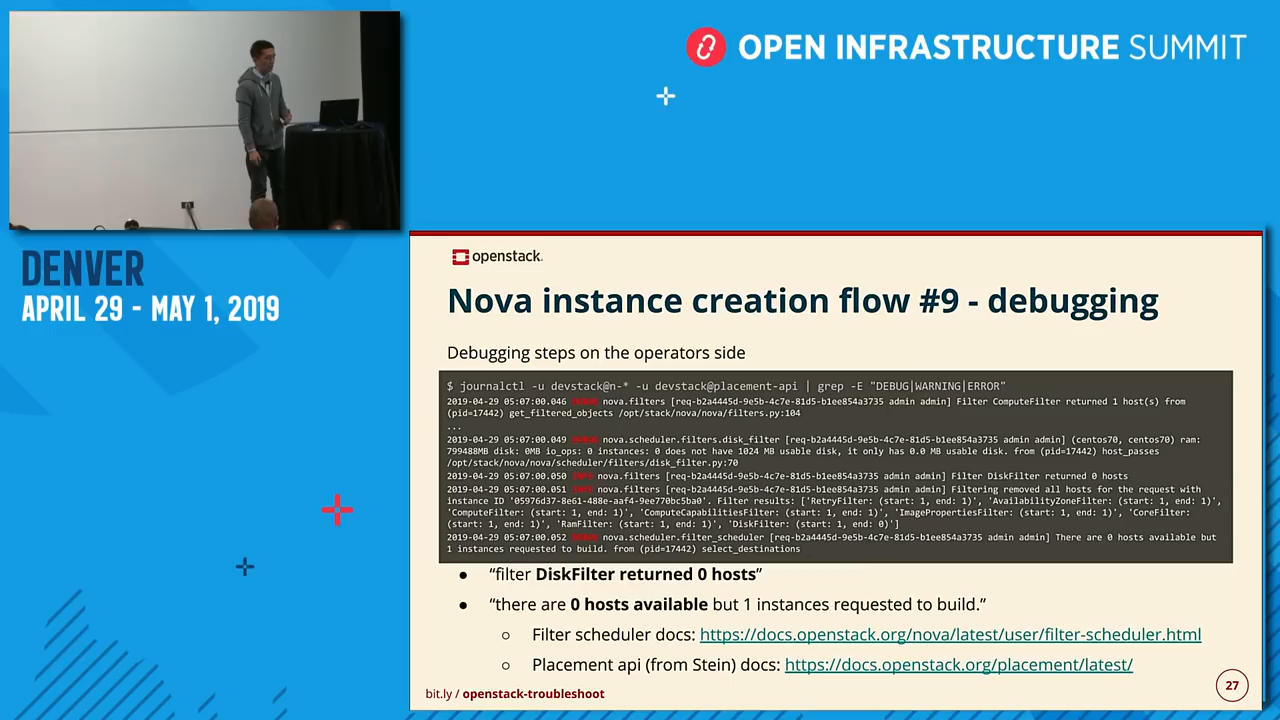 OPEN INFRASTRUCTURE SUMMIT
DENVER
APRIL 29 - MAY 1, 2019
openstack.
Nova instance creation flow #9 - debugging
Debugging steps on the operators side
$ journalctl -u devstack@n-* -u devstack@placement-api | grep -E "DEBUG|WARNING|ERROR"
2019-04-29 05:07:00.046 nova.filters [req-b2a4445d-9e5b-4c7e-81d5-b1ee854a3735 admin admin] Filter ComputeFilter returned 1 host(s) from
(pid=17442) get_filtered_objects /opt/stack/nova/nova/filters.py:104
...
2019-04-29 05:07:00.049 nova.scheduler.filters.disk_filter [req-b2a4445d-9e5b-4c7e-81d5-b1ee854a3735 admin admin] (centos70, centos70) ram:
799488MB disk: 0MB io_ops: 0 instances: 0 does not have 1024 MB usable disk, it only has 0.0 MB usable disk. from (pid=17442) host_passes
/opt/stack/nova/nova/scheduler/filters/disk_filter.py:70
2019-04-29 05:07:00.050 INFO nova.filters [req-b2a4445d-9e5b-4c7e-81d5-b1ee854a3735 admin admin] Filter DiskFilter returned 0 hosts
2019-04-29 05:07:00.051 INFO nova.filters [req-b2a4445d-9e5b-4c7e-81d5-b1ee854a3735 admin admin] Filtering removed all hosts for the request with
instance ID '05976d37-8e61-488e-aaf4-9ee770bc5ba0'. Filter results: ['RetryFilter: (start: 1, end: 1)', 'AvailabilityZoneFilter: (start: 1, end: 1)',
'ComputeFilter: (start: 1, end: 1)', 'ComputeCapabilitiesFilter: (start: 1, end: 1)', 'ImagePropertiesFilter: (start: 1, end: 1)', 'CoreFilter:
(start: 1, end: 1)', 'RamFilter: (start: 1, end: 1)', 'DiskFilter: (start: 1, end: 0)']
2019-04-29 05:07:00.052 nova.scheduler.filter_scheduler [req-b2a4445d-9e5b-4c7e-81d5-b1ee854a3735 admin admin] There are 0 hosts available but
1 instances requested to build. from (pid=17442) select_destinations
● “filter DiskFilter returned 0 hosts”
● “there are 0 hosts available but 1 instances requested to build.”
○ Filter scheduler docs: https://docs.openstack.org/nova/latest/user/filter-scheduler.html
○ Placement api (from Stein) docs: https://docs.openstack.org/placement/latest/
bit.ly / openstack-troubleshoot
27